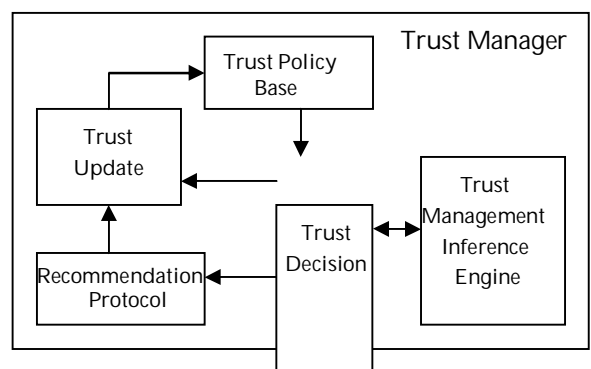 Trust Manager
Trust Policy
Base
Trust
Update
Trust
Management
Inference
Engine
Trust
Decision
Recommendation
Protocol